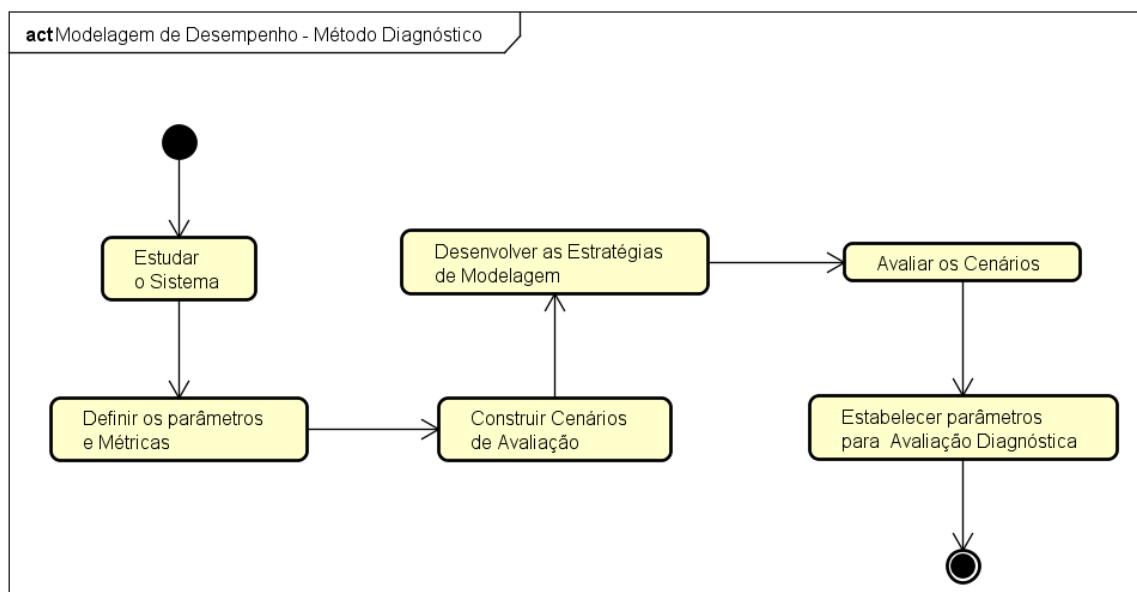 act Modelagem de Desempenho - Método Diagnóstico
Estudar
o Sistema
Definir os parâmetros
e Métricas
Construir Cenários
de Avaliação
Desenvolver as Estratégias
de Modelagem
Avaliar os Cenários
Estabelecer parâmetros
para Avaliação Diagnóstica